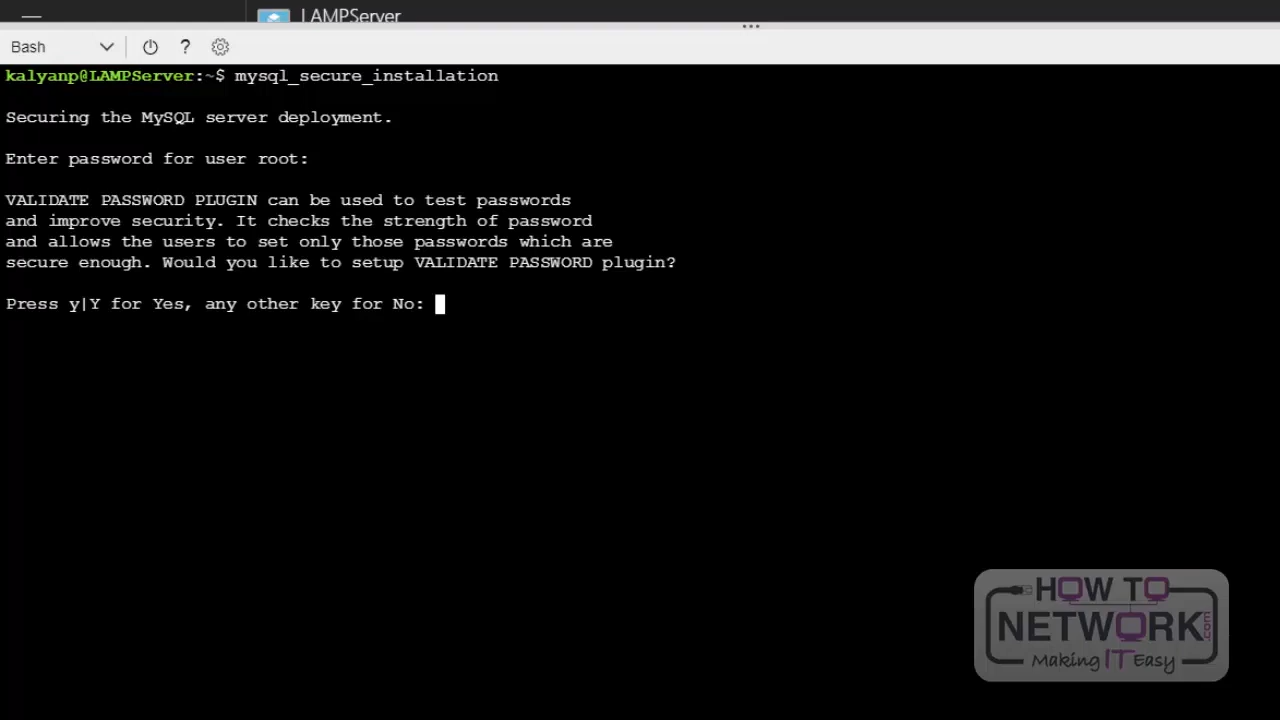 LAMPServer
Bash
?
kalyanp@LAMPServer:~$ mysql_secure_installation
Securing the MySQL server deployment.
Enter password for user root:
VALIDATE PASSWORD PLUGIN can be used to test passwords
and improve security. It checks the strength of password
and allows the users to set only those passwords which are
secure enough. Would you like to setup VALIDATE PASSWORD plugin?
Press y|Y for Yes, any other key for No:
HOW TO
NETWORK.com
Making IT Easy